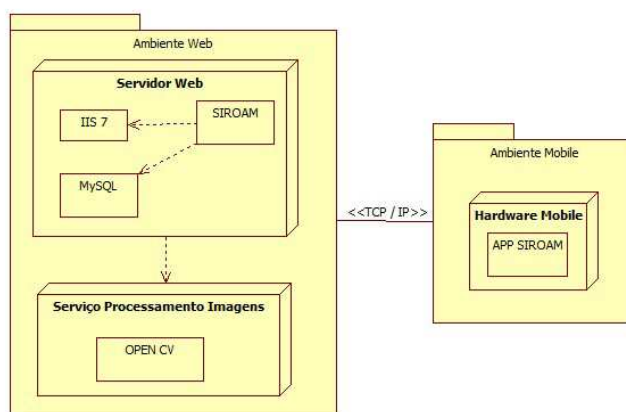 Ambiente Web
Servidor Web
IIS 7
SIROAM
MySQL
Serviço Processamento Imagens
OPEN CV
<<TCP / IP>>
Ambiente Mobile
Hardware Mobile
APP SIROAM